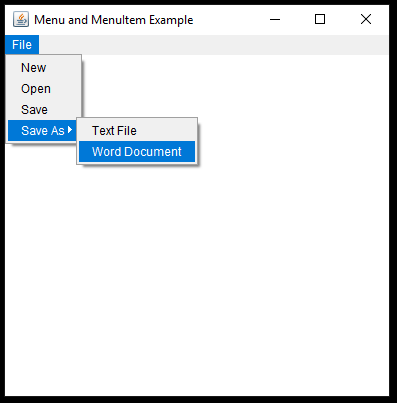 Menu and MenuItem Example
File
New
Open
Save
Save As
Text File
Word Document